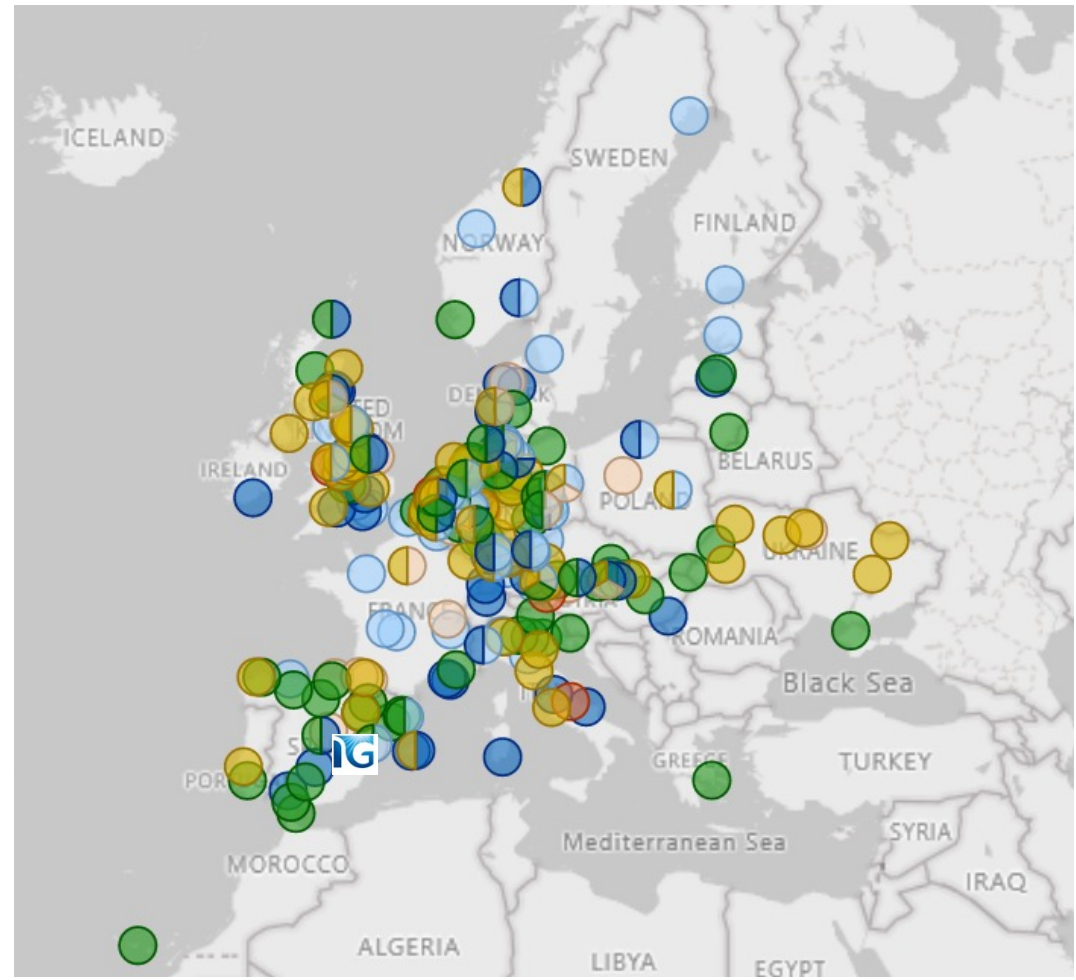 ICELAND
SWEDEN
FINLAND
NORWAY
IRELAND
BELARUS
UKRAINE
ROMANIA
Black Sea
IG
GREECE
TURKEY
Mediterranean Sea
SYRIA
MOROCCO
IRAQ
ALGERIA
LIBYA
EGYPT